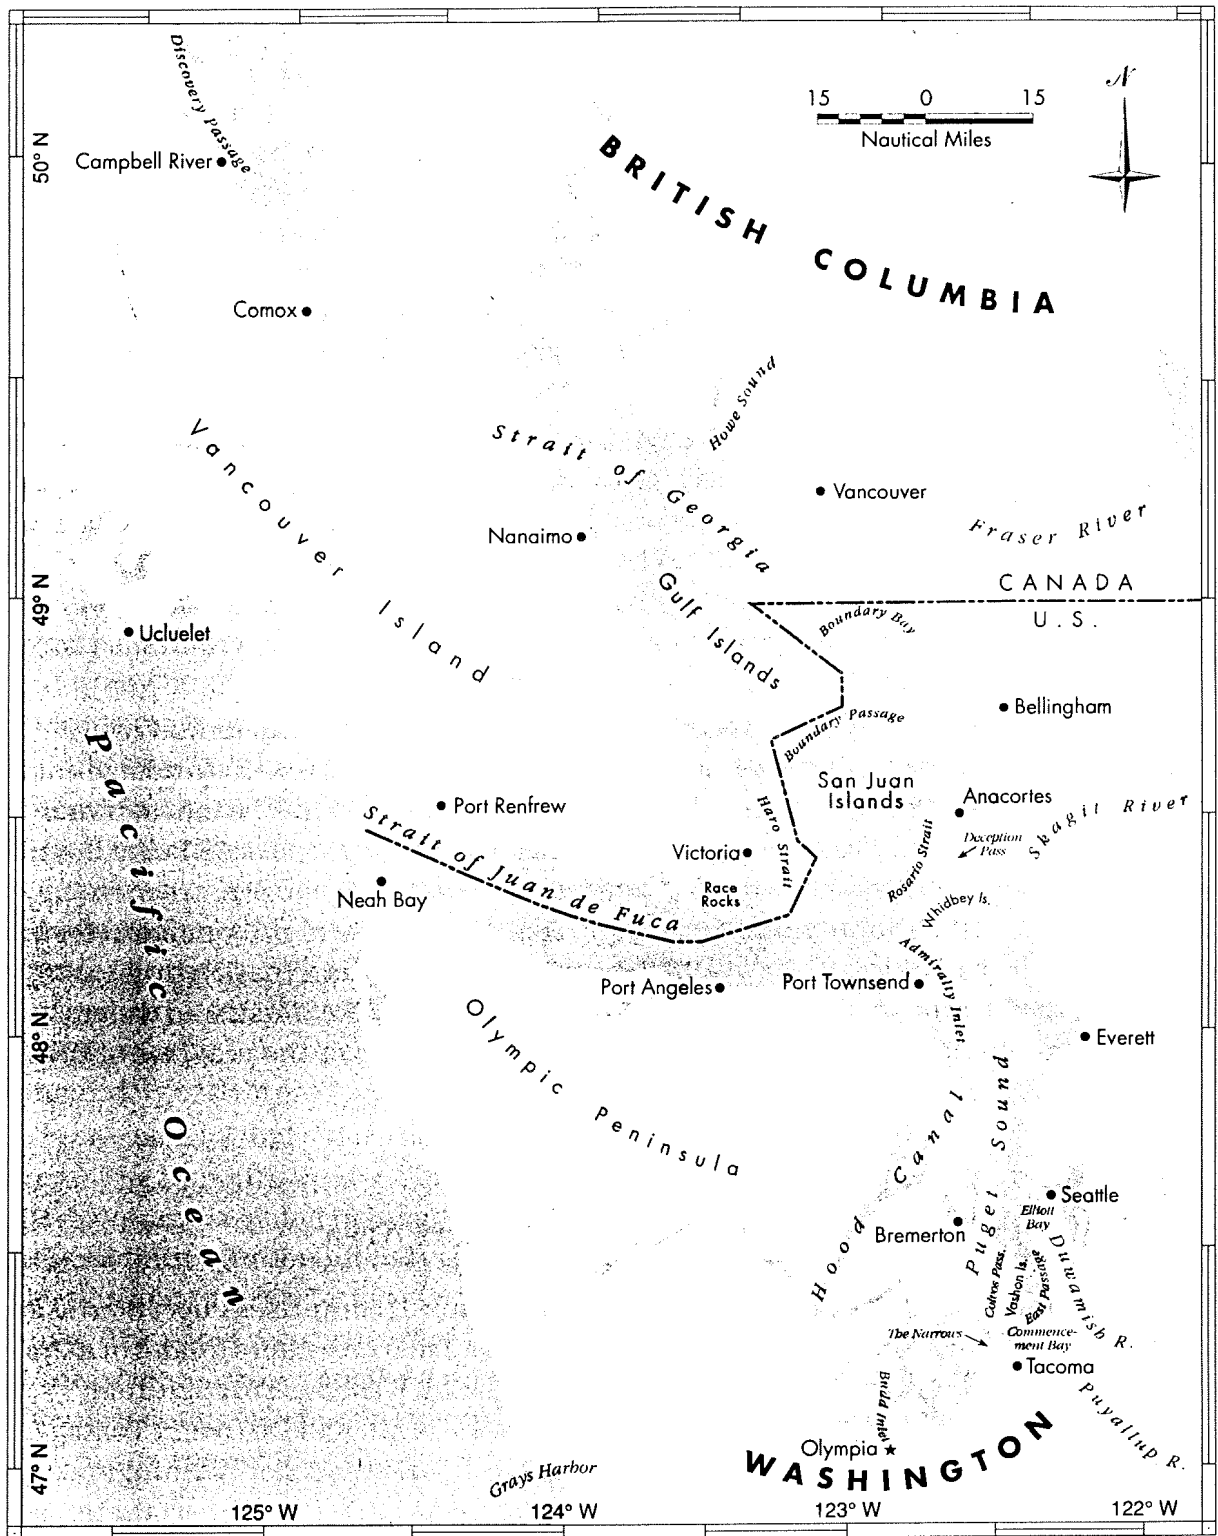 Discovery Passage
Campbell River
50° N
15 0 15
Nautical Miles
N
BRITISH COLUMBIA
Comox
Howe Sound
Strait of Georgia
Vancouver Island
Vancouver
Nanaimo
Fraser River
CANADA
U.S.
49° N
Gulf Islands
Boundary Bay
Ucluelet
Bellingham
Boundary Passage
Pacific Ocean
San Juan
Islands
Anacortes
Skagit River
Port Renfrew
Haro Strait
Strait of Juan de Fuca
Deception
Pass
Rosario Strait
Victoria
Race
Rocks
Neah Bay
Whidbey Is.
Admiralty Inlet
Port Angeles
Port Townsend
48° N
Olympic Peninsula
Everett
Puget Sound
Hood Canal
Seattle
Elliott
Bay
Bremerton
Duwamish R.
Colvos Pass.
Vashon Is.
East Passage
The Narrows
Commence-
ment Bay
Tacoma
Budd Inlet
Puyallup R.
Olympia
WASHINGTON
47° N
Grays Harbor
125° W
124° W
123° W
122° W